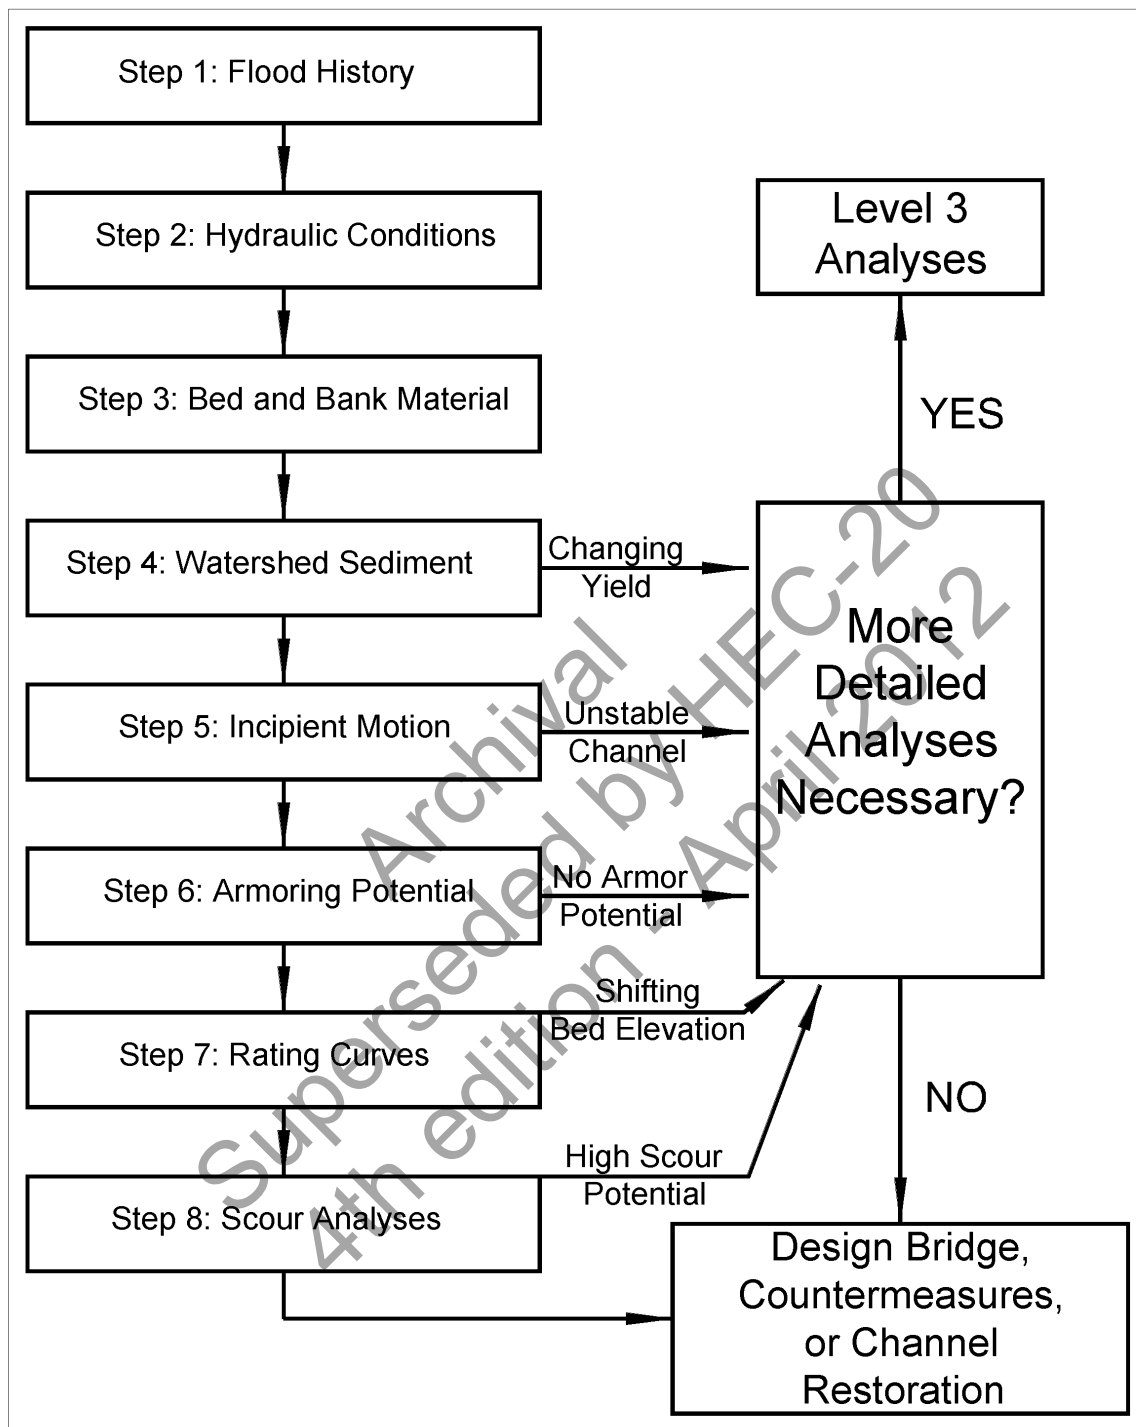 Step 1: Flood History
Step 2: Hydraulic Conditions
Step 3: Bed and Bank Material
Step 4: Watershed Sediment
Changing
Yield
Step 5: Incipient Motion
Unstable
Channel
Step 6: Armoring Potential
No Armor
Potential
Step 7: Rating Curves
Shifting
Bed Elevation
Step 8: Scour Analyses
High Scour
Potential
Level 3
Analyses
YES
More
Detailed
Analyses
Necessary?
NO
Design Bridge,
Countermeasures,
or Channel
Restoration
Archival
Superseded by HEC-20
4th edition - April 2012